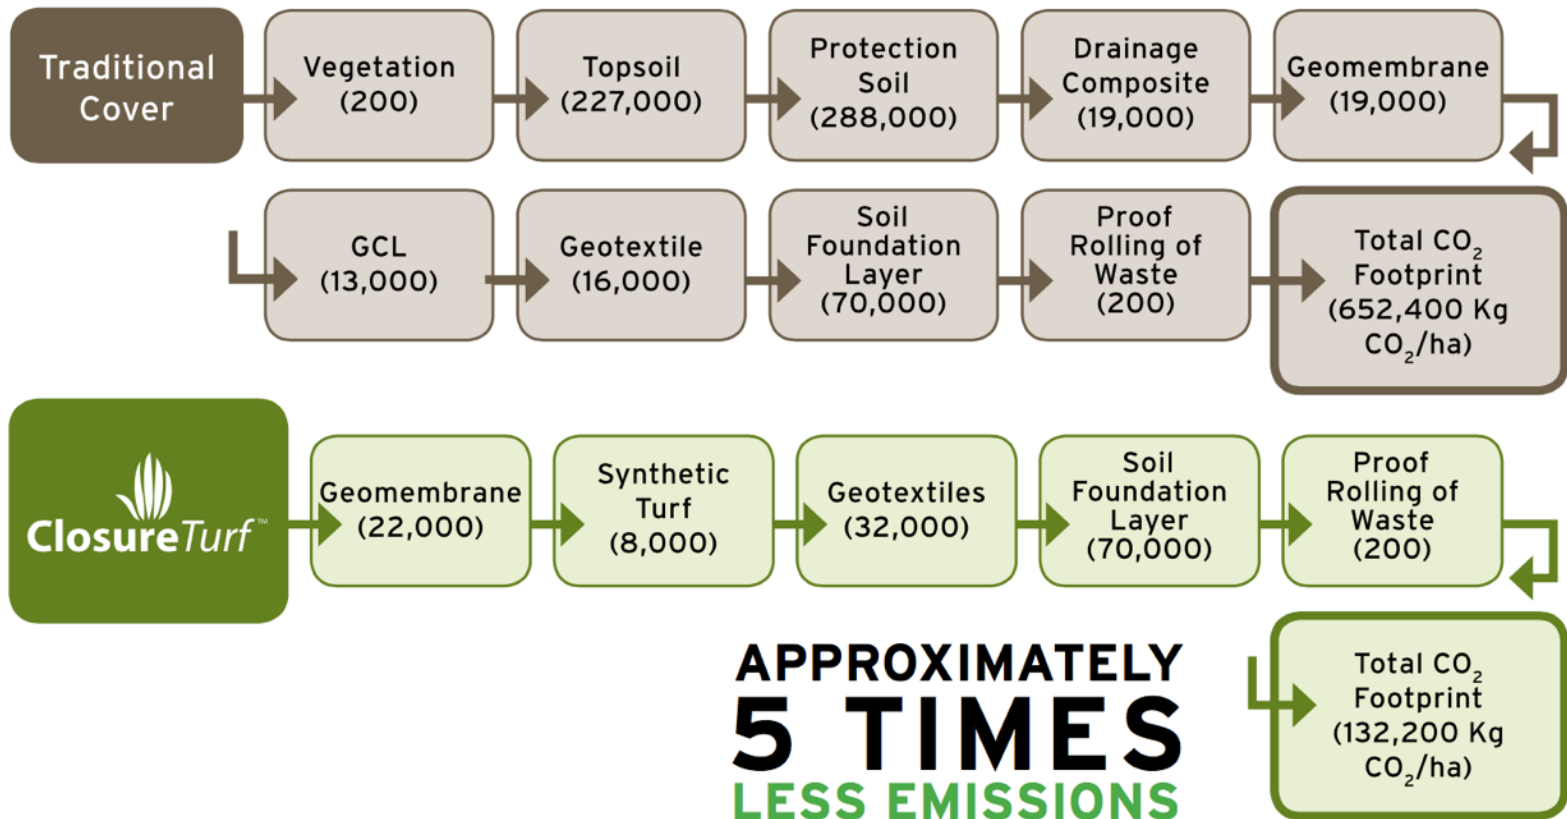 Traditional
Cover
Vegetation
(200)
Topsoil
(227,000)
Protection
Soil
(288,000)
Drainage
Composite
(19,000)
Geomembrane
(19,000)
GCL
(13,000)
Geotextile
(16,000)
Soil
Foundation
Layer
(70,000)
Proof
Rolling of
Waste
(200)
Total CO₂
Footprint
(652,400 Kg
CO₂/ha)
ClosureTurf™
Geomembrane
(22,000)
Synthetic
Turf
(8,000)
Geotextiles
(32,000)
Soil
Foundation
Layer
(70,000)
Proof
Rolling of
Waste
(200)
Total CO₂
Footprint
(132,200 Kg
CO₂/ha)
APPROXIMATELY
5 TIMES
LESS EMISSIONS